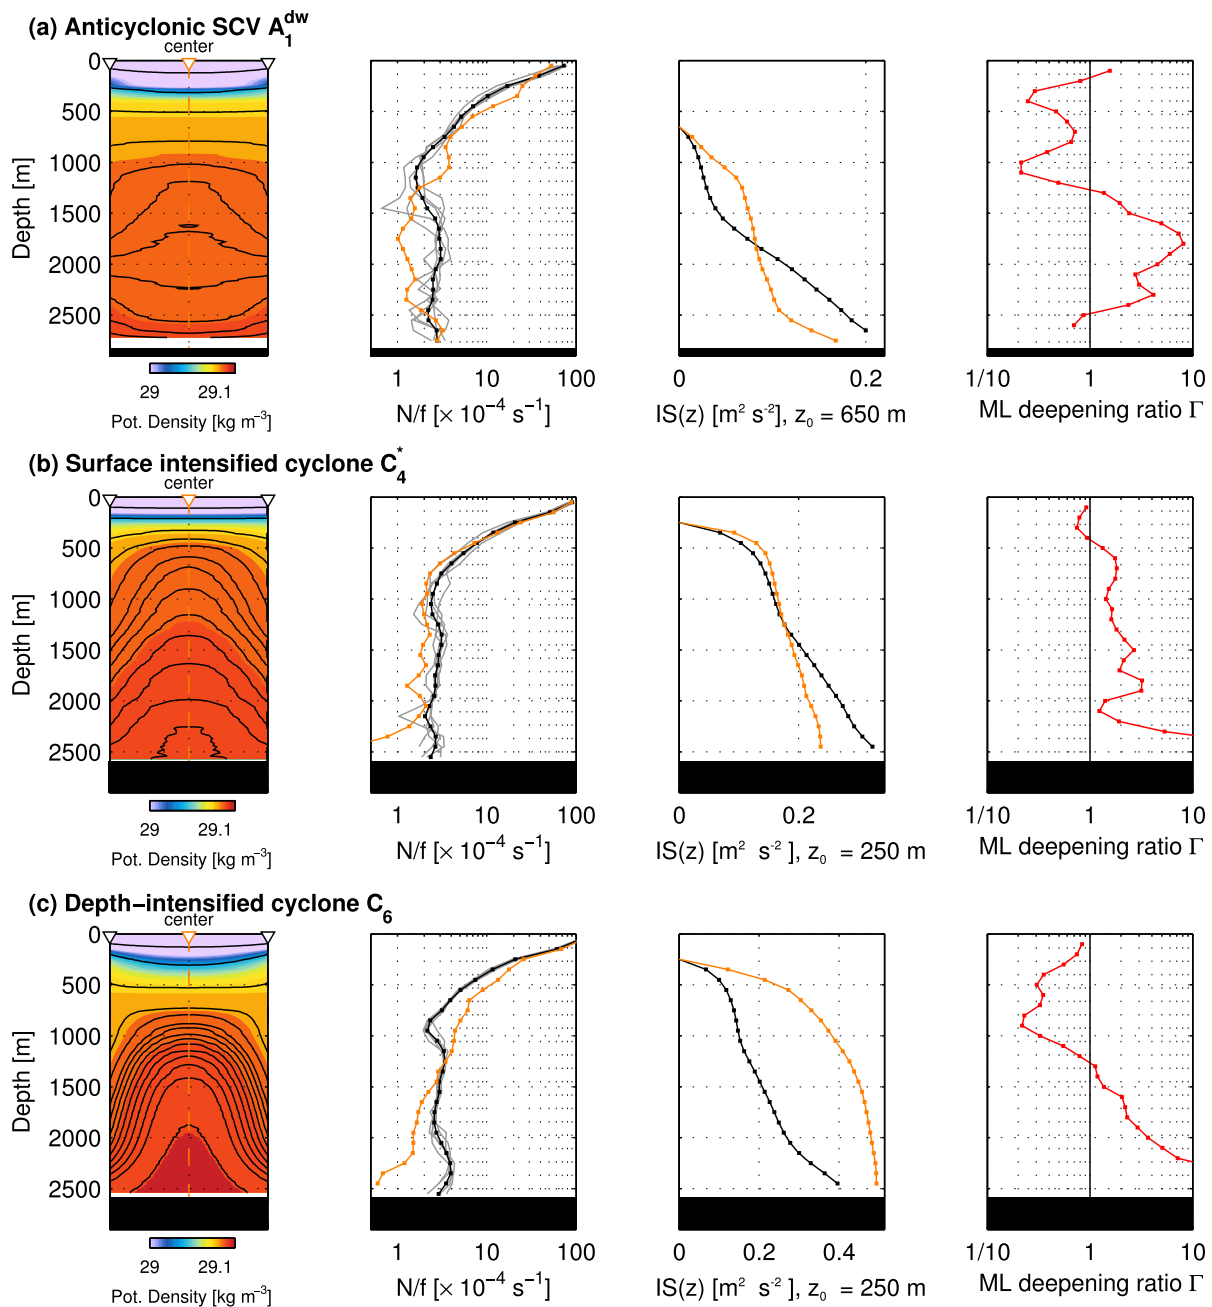 (a) Anticyclonic SCV A₁ᵈʷ
center
0
500
1000
1500
2000
2500
Depth [m]
29 29.1
Pot. Density [kg m⁻³]
1 10 100
N/f [× 10⁻⁴ s⁻¹]
0 0.2
IS(z) [m² s⁻²], z₀ = 650 m
1/10 1 10
ML deepening ratio Γ
(b) Surface intensified cyclone C₄*
center
0
500
1000
1500
2000
2500
Depth [m]
29 29.1
Pot. Density [kg m⁻³]
1 10 100
N/f [× 10⁻⁴ s⁻¹]
0 0.2
IS(z) [m² s⁻² ], z₀ = 250 m
1/10 1 10
ML deepening ratio Γ
(c) Depth−intensified cyclone C₆
center
0
500
1000
1500
2000
2500
Depth [m]
29 29.1
Pot. Density [kg m⁻³]
1 10 100
N/f [× 10⁻⁴ s⁻¹]
0 0.2 0.4
IS(z) [m² s⁻² ], z₀ = 250 m
1/10 1 10
ML deepening ratio Γ